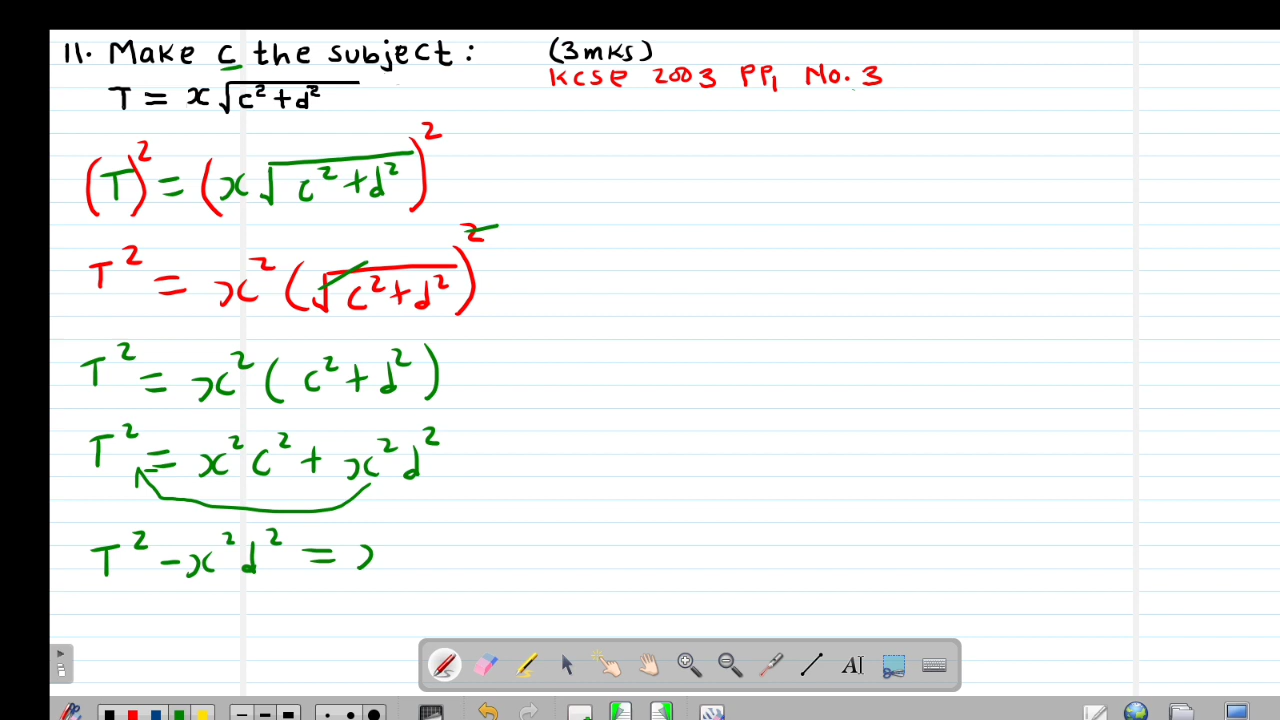 11. Make c the subject: (3mks)
KCSE 2003 PP1 No. 3
T = x√(c²+d²)
(T)² = (x√(c²+d²))²
T² = x²(√(c²+d²))²
T² = x²(c²+d²)
T² = x²c² + x²d²
T² - x²d² = x
AI